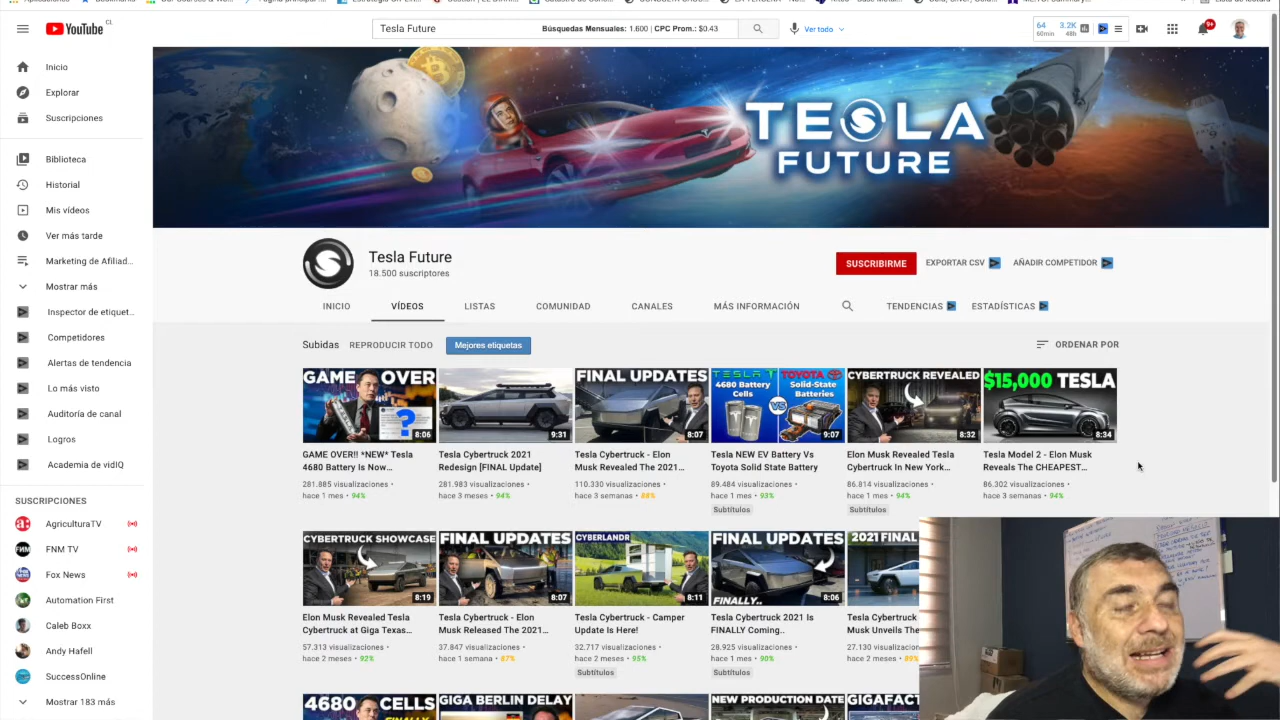 YouTube CL
Tesla Future
Búsquedas Mensuales: 1.600 | CPC Prom.: $0.43
Ver todo
64
60min
3.2K
48h
9+
Inicio
Explorar
Suscripciones
Biblioteca
Historial
Mis vídeos
Ver más tarde
Marketing de Afiliad...
Mostrar más
Inspector de etiquet...
Competidores
Alertas de tendencia
Lo más visto
Auditoría de canal
Logros
Academia de vidIQ
SUSCRIPCIONES
AgriculturaTV
FNM TV
Fox News
Automation First
Caleb Boxx
Andy Hafell
SuccessOnline
Mostrar 183 más
TESLA
FUTURE
Tesla Future
18.500 suscriptores
SUSCRIBIRME
EXPORTAR CSV
AÑADIR COMPETIDOR
INICIO
VÍDEOS
LISTAS
COMUNIDAD
CANALES
MÁS INFORMACIÓN
TENDENCIAS
ESTADÍSTICAS
Subidas
REPRODUCIR TODO
Mejores etiquetas
ORDENAR POR
GAME OVER
8:06
GAME OVER!! *NEW* Tesla
4680 Battery Is Now...
281.885 visualizaciones •
hace 1 mes • 94%
9:31
Tesla Cybertruck 2021
Redesign [FINAL Update]
281.983 visualizaciones •
hace 3 meses • 94%
FINAL UPDATES
8:07
Tesla Cybertruck - Elon
Musk Revealed The 2021...
110.330 visualizaciones •
hace 3 semanas • 88%
TESLA
4680 Battery
Cells
VS
TOYOTA
Solid-State
Batteries
9:07
Tesla NEW EV Battery Vs
Toyota Solid State Battery
89.484 visualizaciones •
hace 1 mes • 93%
Subtítulos
CYBERTRUCK REVEALED
8:32
Elon Musk Revealed Tesla
Cybertruck In New York...
86.814 visualizaciones •
hace 1 mes • 94%
Subtítulos
$15,000 TESLA
8:34
Tesla Model 2 - Elon Musk
Reveals The CHEAPEST...
86.302 visualizaciones •
hace 3 semanas • 94%
CYBERTRUCK SHOWCASE
8:19
Elon Musk Revealed Tesla
Cybertruck at Giga Texas...
57.313 visualizaciones •
hace 2 meses • 92%
FINAL UPDATES
8:07
Tesla Cybertruck - Elon
Musk Released The 2021...
37.847 visualizaciones •
hace 1 semana • 87%
CYBERLANDR
8:11
Tesla Cybertruck - Camper
Update Is Here!
32.717 visualizaciones •
hace 2 meses • 95%
Subtítulos
FINAL UPDATES
FINALLY..
8:06
Tesla Cybertruck 2021 Is
FINALLY Coming..
28.925 visualizaciones •
hace 1 mes • 90%
Subtítulos
2021 FINAL
Tesla Cybertruck
Musk Unveils The
27.130 visualizaciones
hace 2 meses • 89%
4680 CELLS
FINALLY
GIGA BERLIN DELAY
NEW PRODUCTION DATE
GIGAFACT